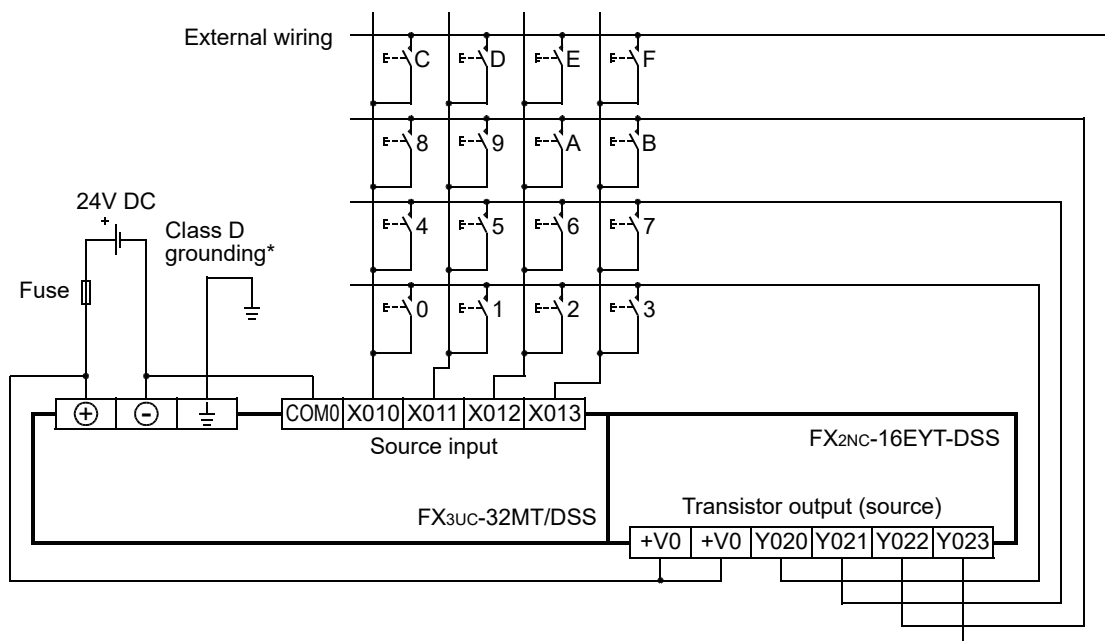 External wiring
C D E F
8 9 A B
24V DC
+
Class D
grounding*
4 5 6 7
Fuse
0 1 2 3
+ - COM0 X010 X011 X012 X013
Source input
FX2NC-16EYT-DSS
FX3UC-32MT/DSS
Transistor output (source)
+V0 +V0 Y020 Y021 Y022 Y023